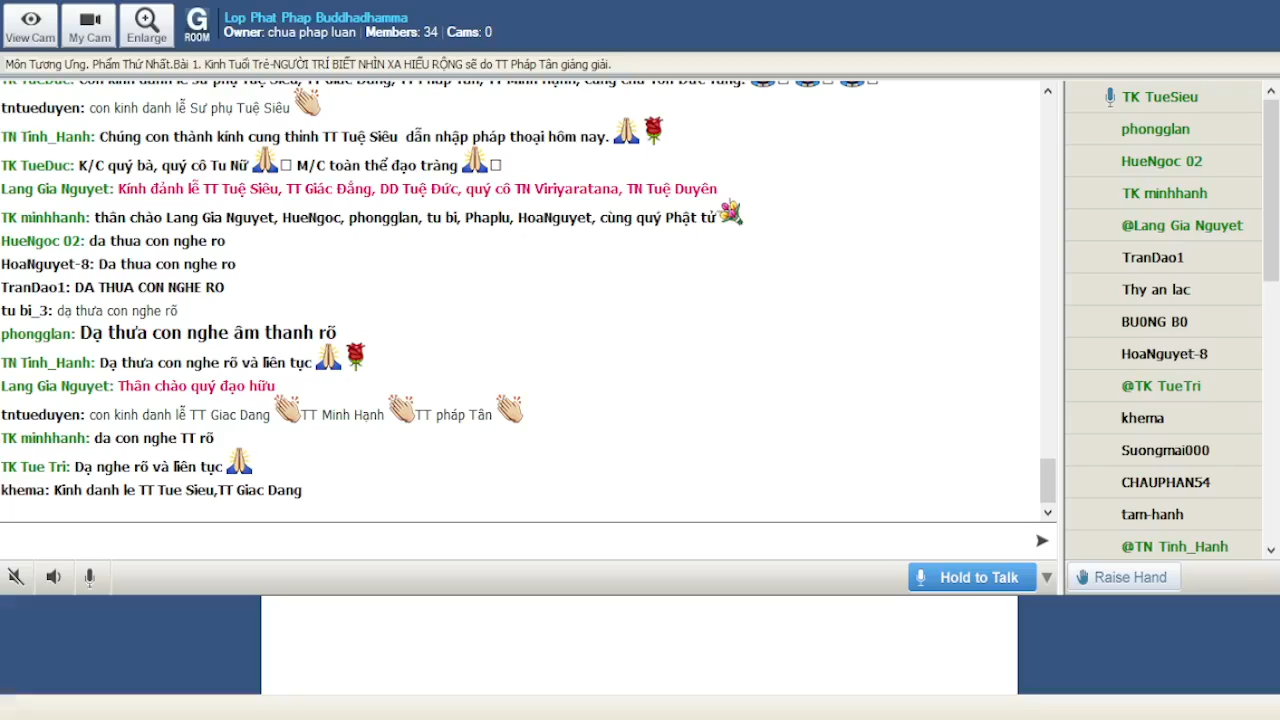 View Cam
My Cam
Enlarge
G
ROOM
Lop Phat Phap Buddhadhamma
Owner: chua phap luan | Members: 34 | Cams: 0
Môn Tương Ưng. Phẩm Thứ Nhất.Bài 1. Kinh Tuổi Trẻ-NGƯỜI TRÍ BIẾT NHÌN XA HIỂU RỘNG sẽ do TT Pháp Tân giảng giải.
tntueduyen: con kinh danh lễ Sư phụ Tuệ Siêu
TN Tinh_Hanh: Chúng con thành kính cung thỉnh TT Tuệ Siêu dẫn nhập pháp thoại hôm nay.
TK TueDuc: K/C quý bà, quý cô Tu Nữ M/C toàn thể đạo tràng
Lang Gia Nguyet: Kính đảnh lễ TT Tuệ Siêu, TT Giác Đẳng, DD Tuệ Đức, quý cô TN Viriyaratana, TN Tuệ Duyên
TK minhhanh: thân chào Lang Gia Nguyet, HueNgoc, phongglan, tu bi, Phaplu, HoaNguyet, cùng quý Phật tử
HueNgoc 02: da thua con nghe ro
HoaNguyet-8: Da thua con nghe ro
TranDao1: DA THUA CON NGHE RO
tu bi_3: dạ thưa con nghe rõ
phongglan: Dạ thưa con nghe âm thanh rõ
TN Tinh_Hanh: Dạ thưa con nghe rõ và liên tục
Lang Gia Nguyet: Thân chào quý đạo hữu
tntueduyen: con kinh danh lễ TT Giac Dang TT Minh Hạnh TT pháp Tân
TK minhhanh: da con nghe TT rõ
TK Tue Tri: Dạ nghe rõ và liên tục
khema: Kinh danh le TT Tue Sieu,TT Giac Dang
Hold to Talk
TK TueSieu
phongglan
HueNgoc 02
TK minhhanh
@Lang Gia Nguyet
TranDao1
Thy an lac
BU0NG B0
HoaNguyet-8
@TK TueTri
khema
Suongmai000
CHAUPHAN54
tam-hanh
@TN Tinh_Hanh
Raise Hand